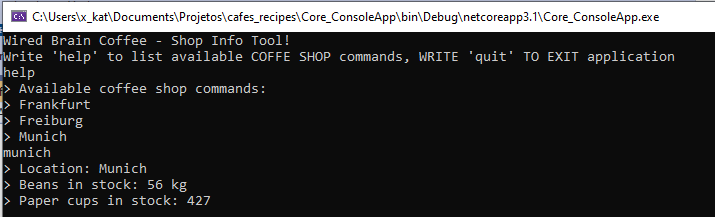 C:\Users\x_kat\Documents\Projetos\cafes_recipes\Core_ConsoleApp\bin\Debug\netcoreapp3.1\Core_ConsoleApp.exe
Wired Brain Coffee - Shop Info Tool!
Write 'help' to list available COFFE SHOP commands, WRITE 'quit' TO EXIT application
help
> Available coffee shop commands:
> Frankfurt
> Freiburg
> Munich
munich
> Location: Munich
> Beans in stock: 56 kg
> Paper cups in stock: 427